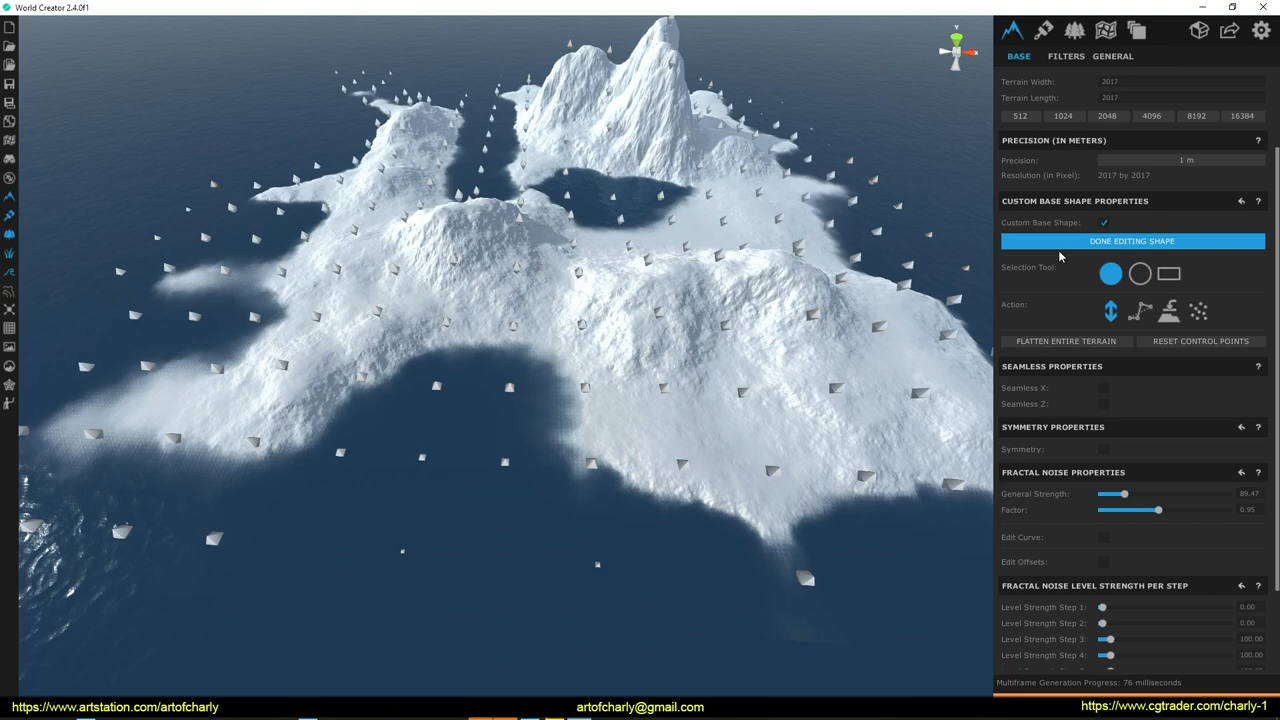 World Creator 2.4.0f1
Y
X
BASE FILTERS GENERAL
Terrain Width: 2017
Terrain Length: 2017
512 1024 2048 4096 8192 16384
PRECISION (IN METERS) ?
Precision: 1 m
Resolution (in Pixel): 2017 by 2017
CUSTOM BASE SHAPE PROPERTIES ?
Custom Base Shape:
DONE EDITING SHAPE
Selection Tool:
Action:
FLATTEN ENTIRE TERRAIN RESET CONTROL POINTS
SEAMLESS PROPERTIES ?
Seamless X:
Seamless Z:
SYMMETRY PROPERTIES ?
Symmetry:
FRACTAL NOISE PROPERTIES ?
General Strength: 89.47
Factor: 0.95
Edit Curve:
Edit Offsets:
FRACTAL NOISE LEVEL STRENGTH PER STEP ?
Level Strength Step 1: 0.00
Level Strength Step 2: 0.00
Level Strength Step 3: 100.00
Level Strength Step 4: 100.00
Multiframe Generation Progress: 76 milliseconds
https://www.artstation.com/artofcharly artofcharly@gmail.com https://www.cgtrader.com/charly-1